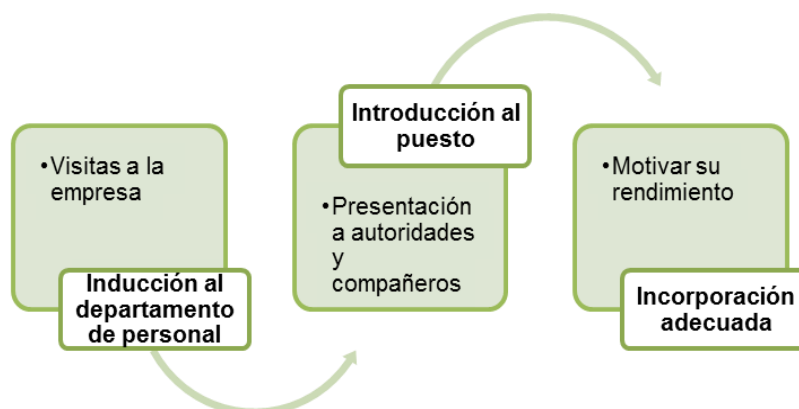 •Visitas a la
empresa
Inducción al
departamento
de personal
Introducción al
puesto
•Presentación
a autoridades
y
compañeros
•Motivar su
rendimiento
Incorporación
adecuada